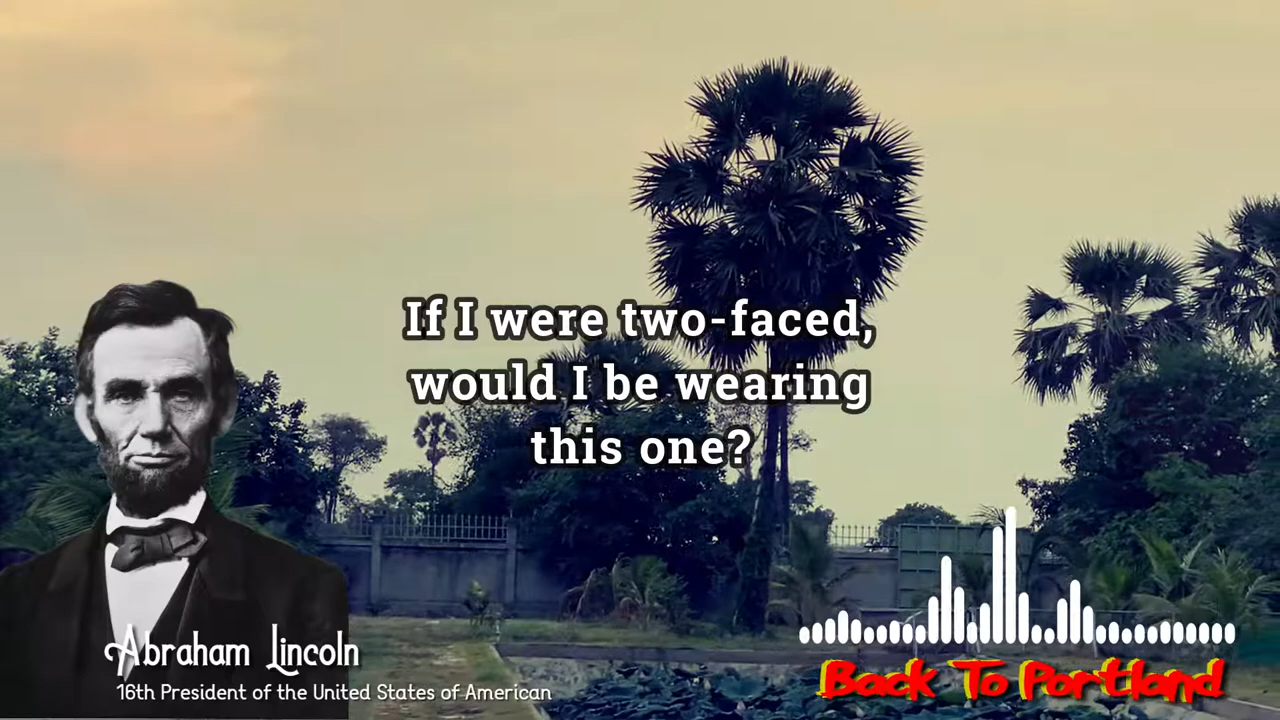 If I were two-faced,
would I be wearing
this one?
Abraham Lincoln
16th President of the United States of American
Back To Portland